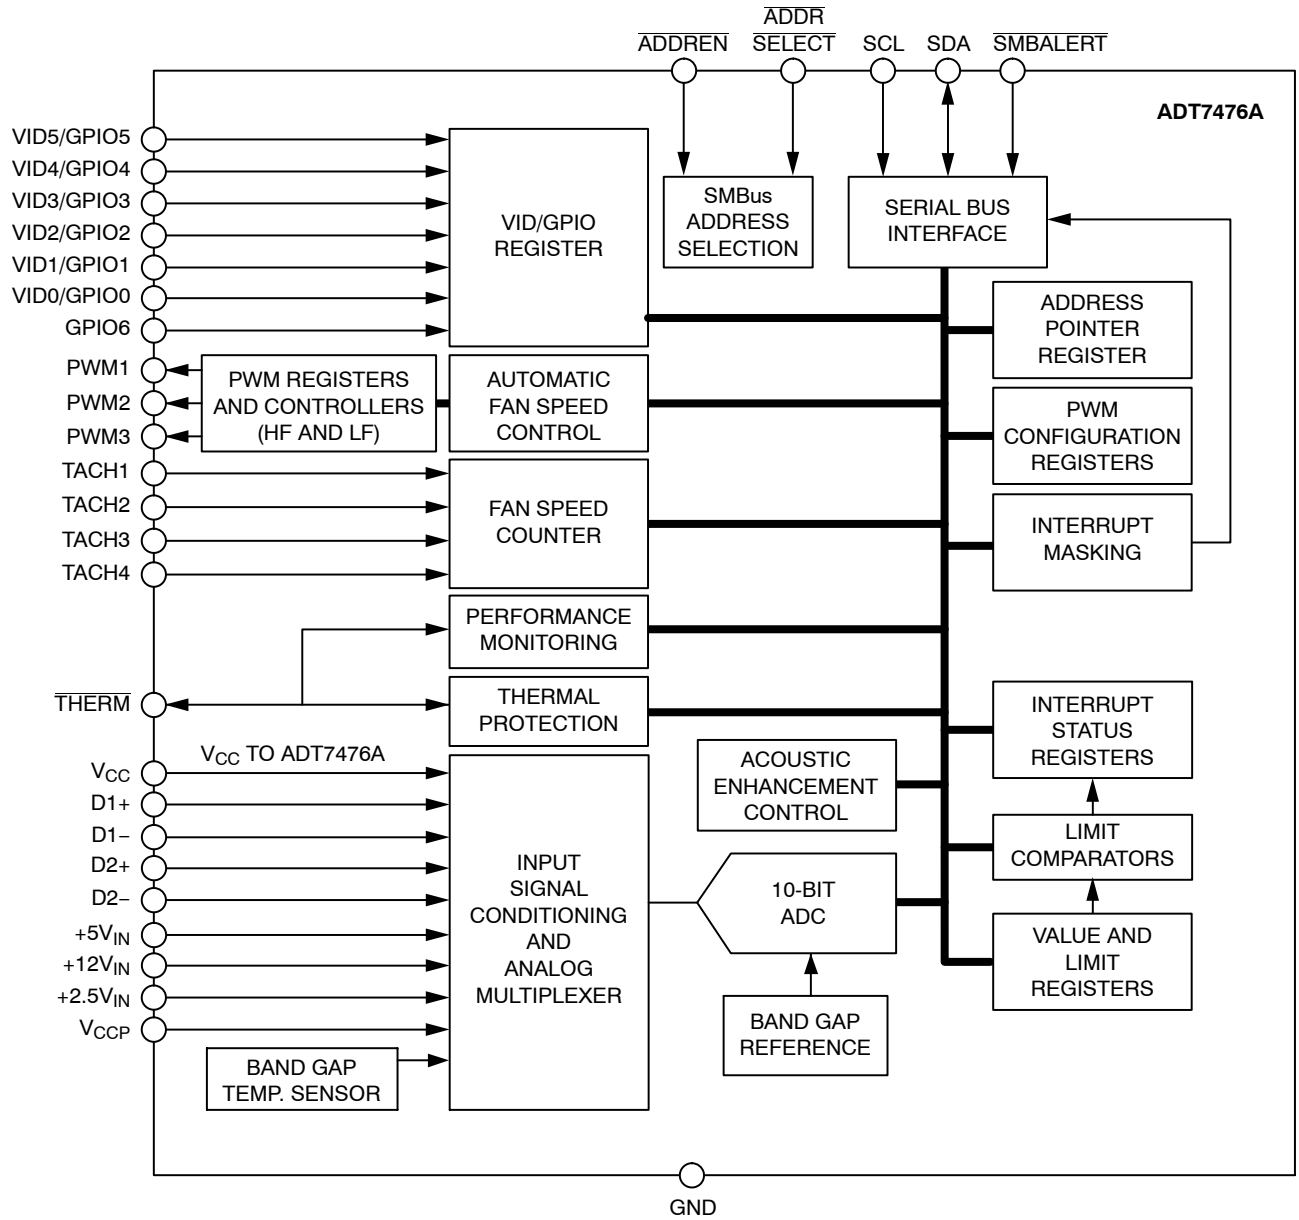 ADDR
ADDREN
SELECT
SCL
SDA
SMBALERT
ADT7476A
VID5/GPIO5
VID4/GPIO4
VID3/GPIO3
VID2/GPIO2
VID1/GPIO1
VID0/GPIO0
GPIO6
VID/GPIO
REGISTER
SMBus
ADDRESS
SELECTION
SERIAL BUS
INTERFACE
ADDRESS
POINTER
REGISTER
PWM1
PWM2
PWM3
PWM REGISTERS
AND CONTROLLERS
(HF AND LF)
AUTOMATIC
FAN SPEED
CONTROL
PWM
CONFIGURATION
REGISTERS
TACH1
TACH2
TACH3
TACH4
FAN SPEED
COUNTER
INTERRUPT
MASKING
PERFORMANCE
MONITORING
THERM
THERMAL
PROTECTION
INTERRUPT
STATUS
REGISTERS
VCC TO ADT7476A
VCC
D1+
D1−
D2+
D2−
+5VIN
+12VIN
+2.5VIN
VCCP
INPUT
SIGNAL
CONDITIONING
AND
ANALOG
MULTIPLEXER
ACOUSTIC
ENHANCEMENT
CONTROL
LIMIT
COMPARATORS
10-BIT
ADC
VALUE AND
LIMIT
REGISTERS
BAND GAP
REFERENCE
BAND GAP
TEMP. SENSOR
GND